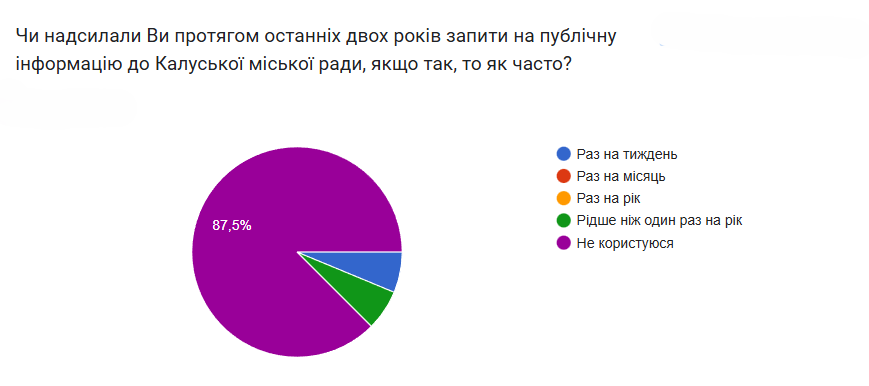 Чи надсилали Ви протягом останніх двох років запити на публічну
інформацію до Калуської міської ради, якщо так, то як часто?
87,5%
Раз на тиждень
Раз на місяць
Раз на рік
Рідше ніж один раз на рік
Не користуюся